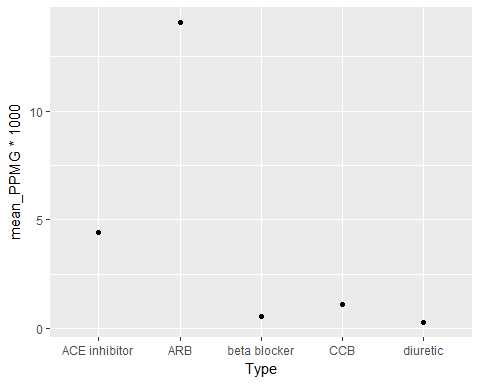 mean_PPMG * 1000
10
5
0
ACE inhibitor ARB beta blocker CCB diuretic
Type